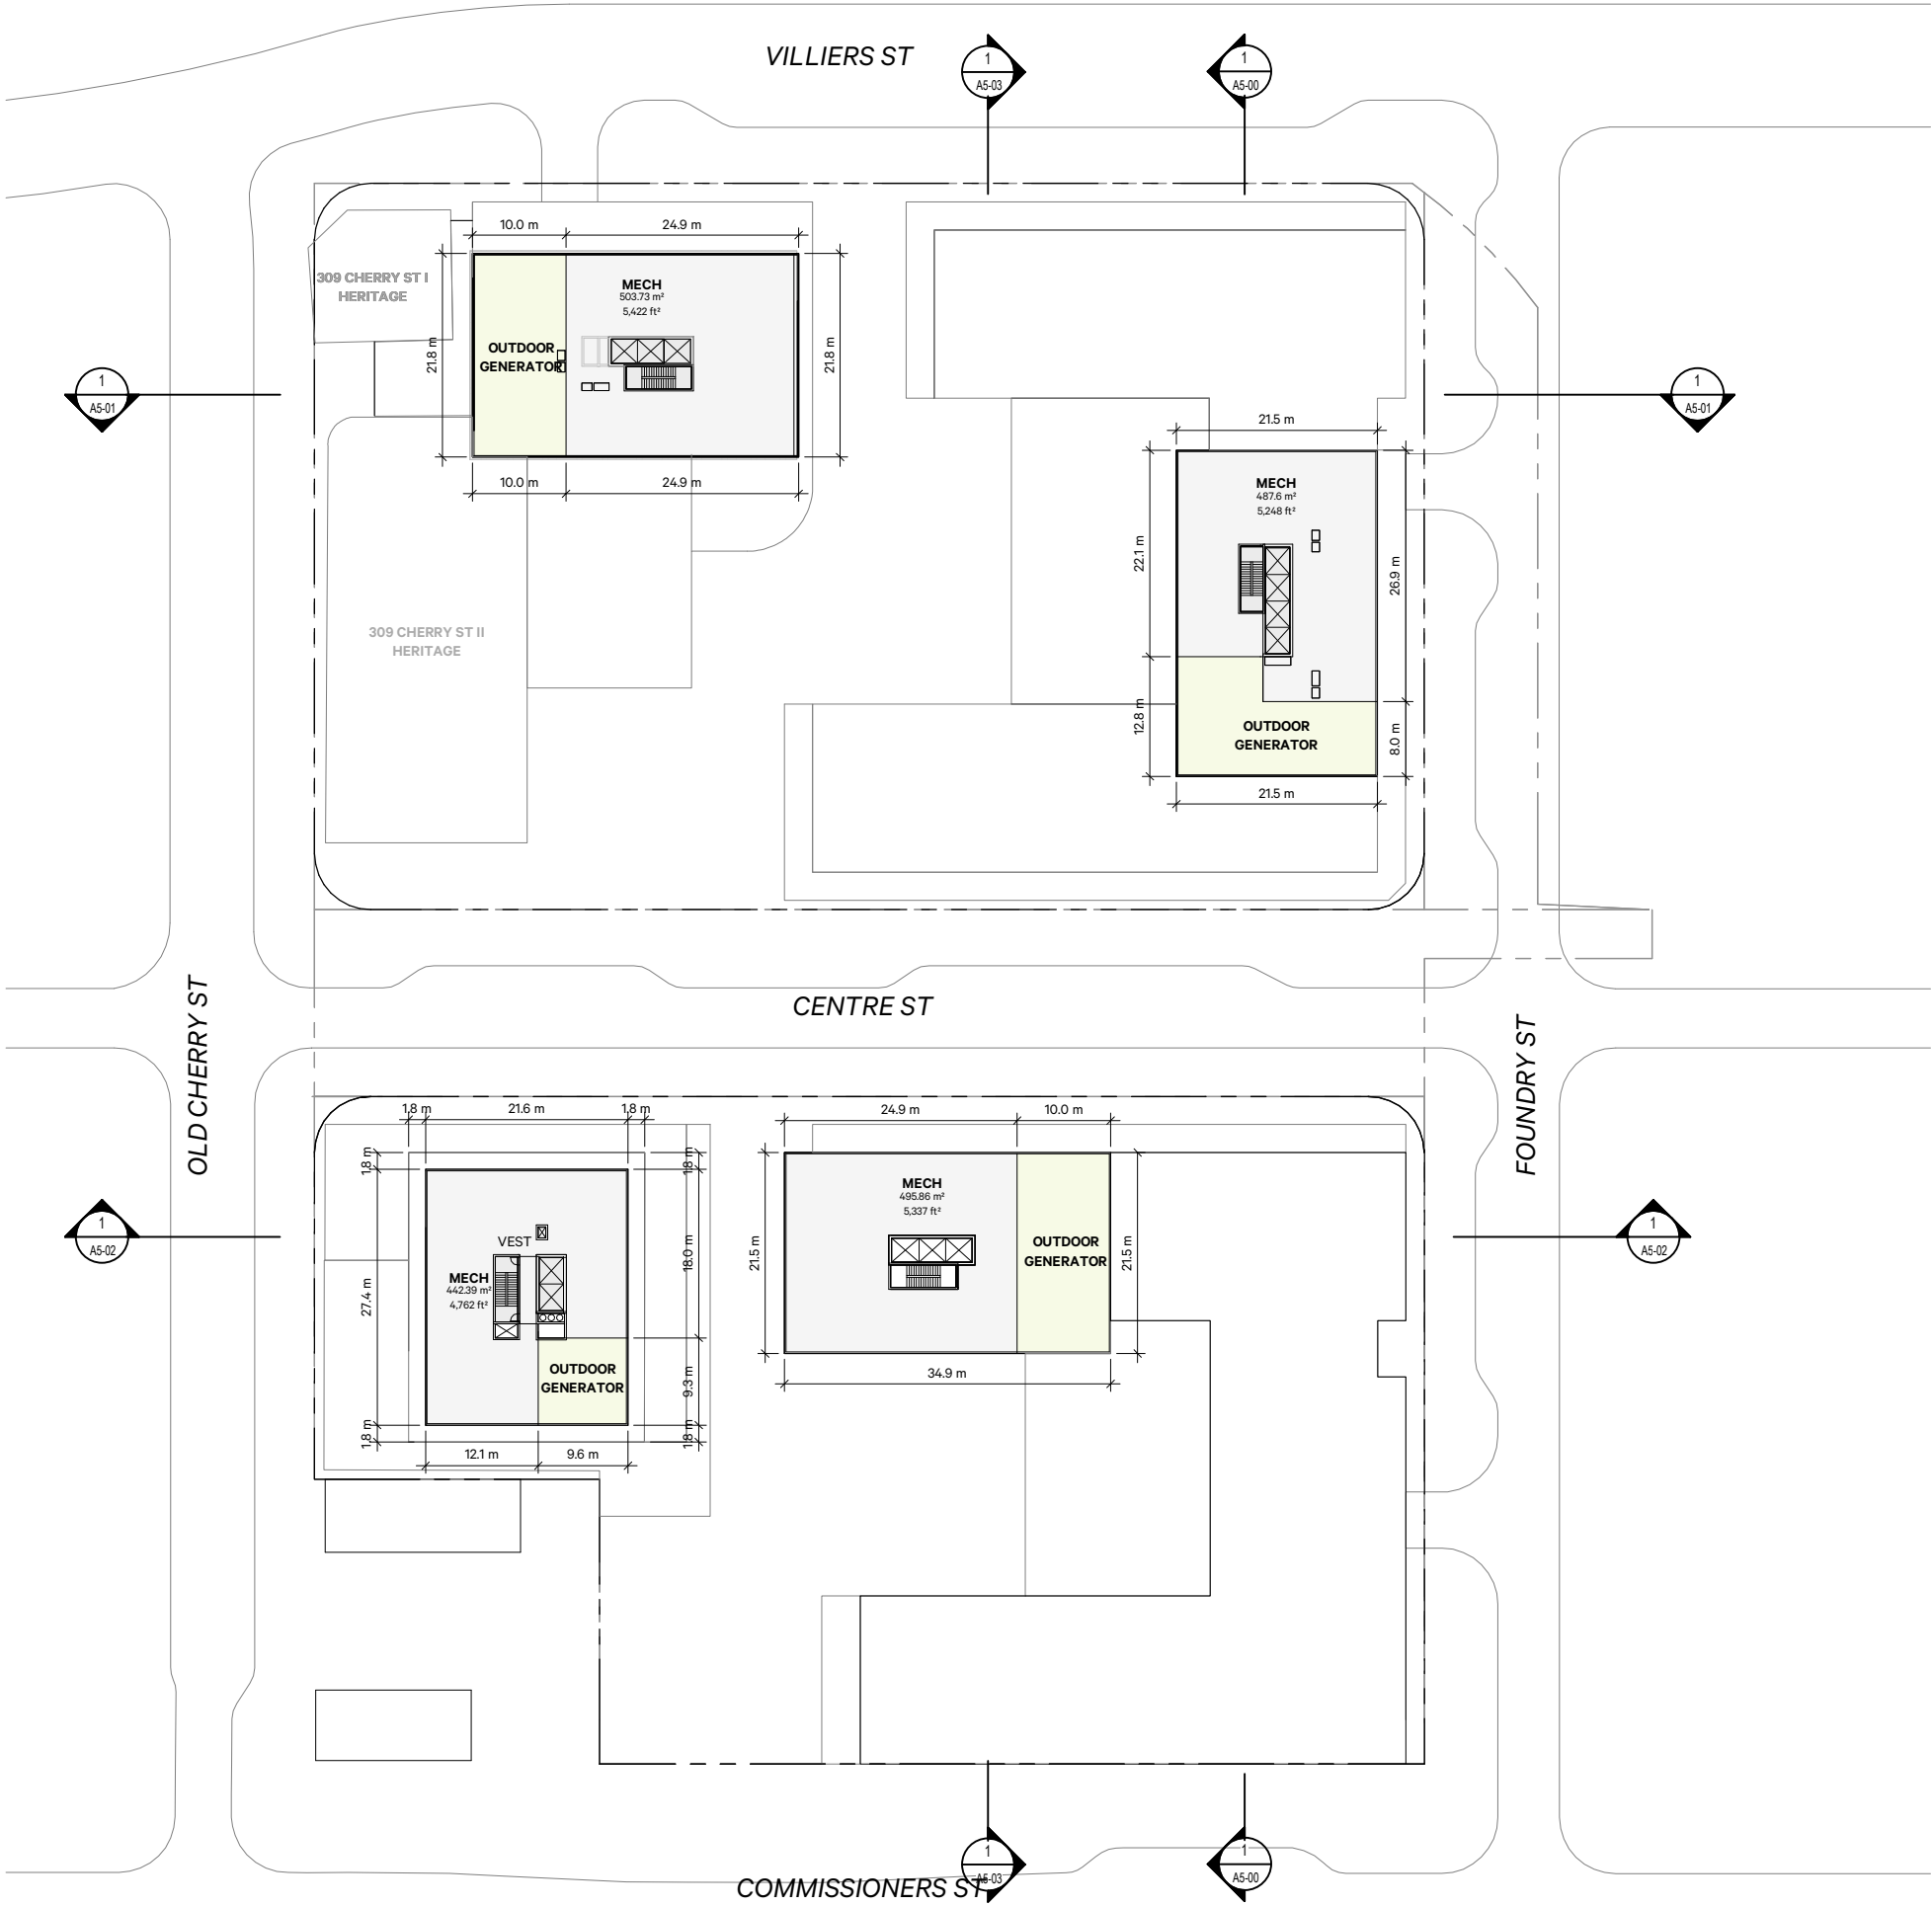 VILLIERS ST
1
A5-03
1
A5-00
10.0 m
24.9 m
309 CHERRY ST I
HERITAGE
MECH
503.73 m²
5,422 ft²
OUTDOOR
GENERATOR
21.8 m
21.8 m
10.0 m
24.9 m
1
A5-01
1
A5-01
21.5 m
MECH
487.6 m²
5,248 ft²
22.1 m
26.9 m
12.8 m
8.0 m
OUTDOOR
GENERATOR
21.5 m
309 CHERRY ST II
HERITAGE
CENTRE ST
OLD CHERRY ST
FOUNDRY ST
1.8 m
21.6 m
1.8 m
1.8 m
1.8 m
27.4 m
18.0 m
VEST
MECH
442.39 m²
4,762 ft²
OUTDOOR
GENERATOR
9.3 m
1.8 m
1.8 m
12.1 m
9.6 m
24.9 m
10.0 m
MECH
495.86 m²
5,337 ft²
21.5 m
OUTDOOR
GENERATOR
21.5 m
34.9 m
1
A5-02
1
A5-02
1
A5-03
1
A5-00
COMMISSIONERS ST